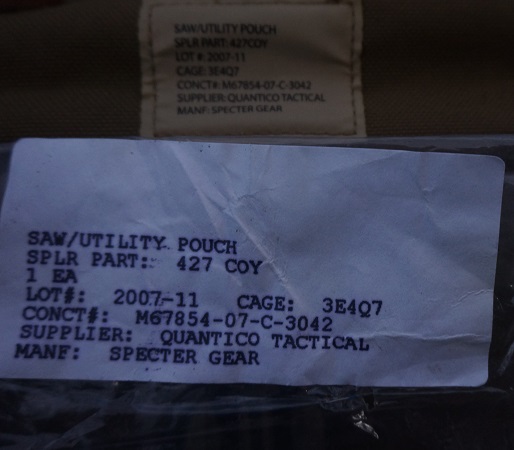 SAW/UTILITY POUCH
SPLR PART: 427COY
LOT #: 2007-11
CAGE: 3E4Q7
CONCT#: M67854-07-C-3042
SUPPLIER: QUANTICO TACTICAL
MANF: SPECTER GEAR
SAW/UTILITY POUCH
SPLR PART: 427 COY
1 EA
LOT#: 2007-11 CAGE: 3E4Q7
CONCT#: M67854-07-C-3042
SUPPLIER: QUANTICO TACTICAL
MANF: SPECTER GEAR